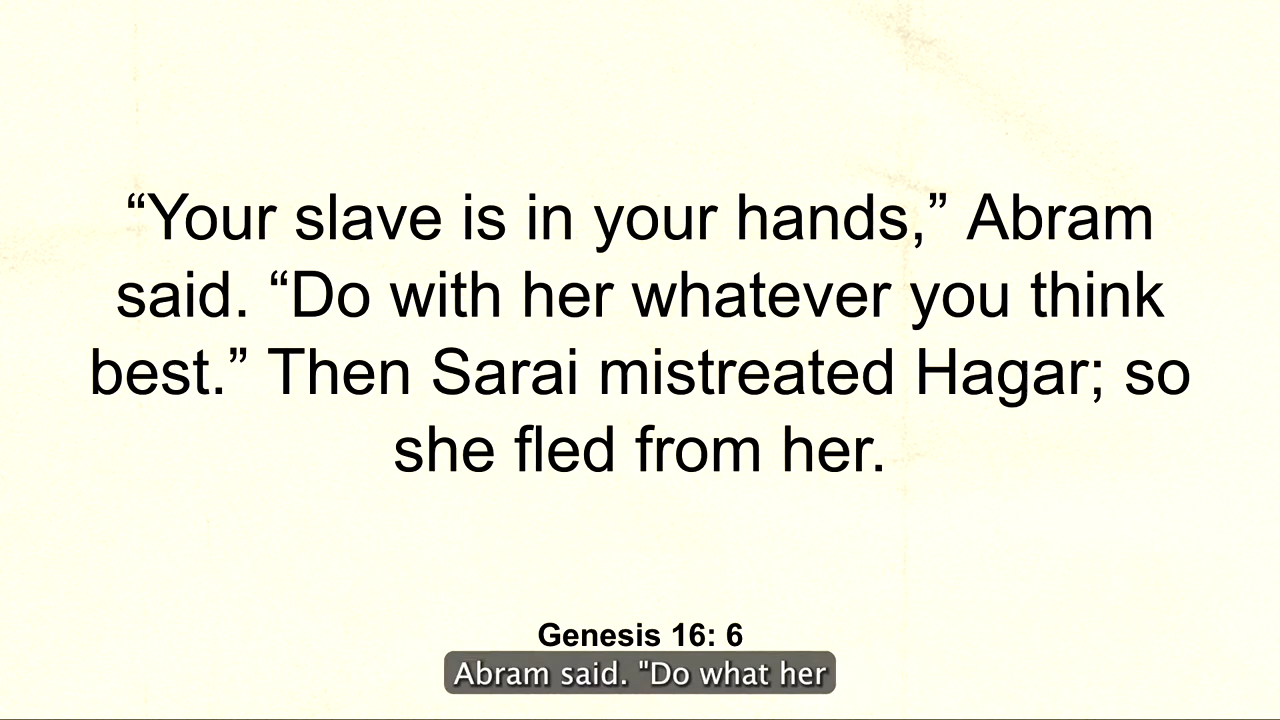 “Your slave is in your hands,” Abram
said. “Do with her whatever you think
best.” Then Sarai mistreated Hagar; so
she fled from her.
Genesis 16: 6
Abram said. "Do what her